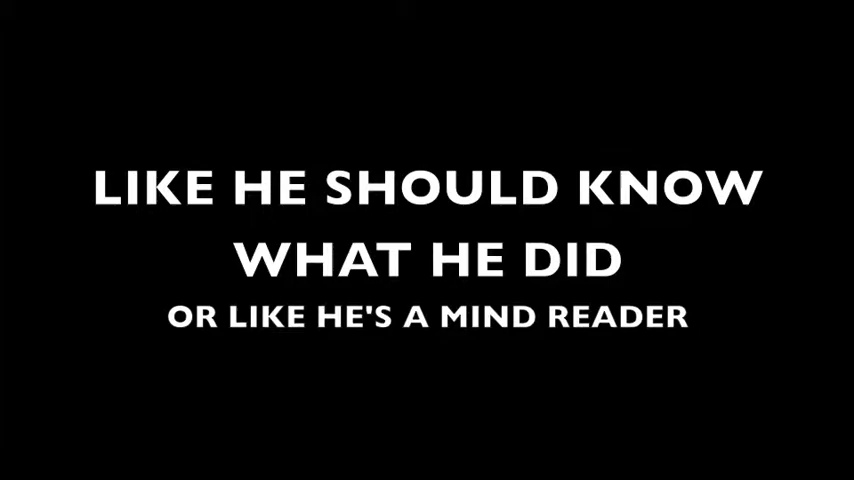 LIKE HE SHOULD KNOW
WHAT HE DID
OR LIKE HE'S A MIND READER